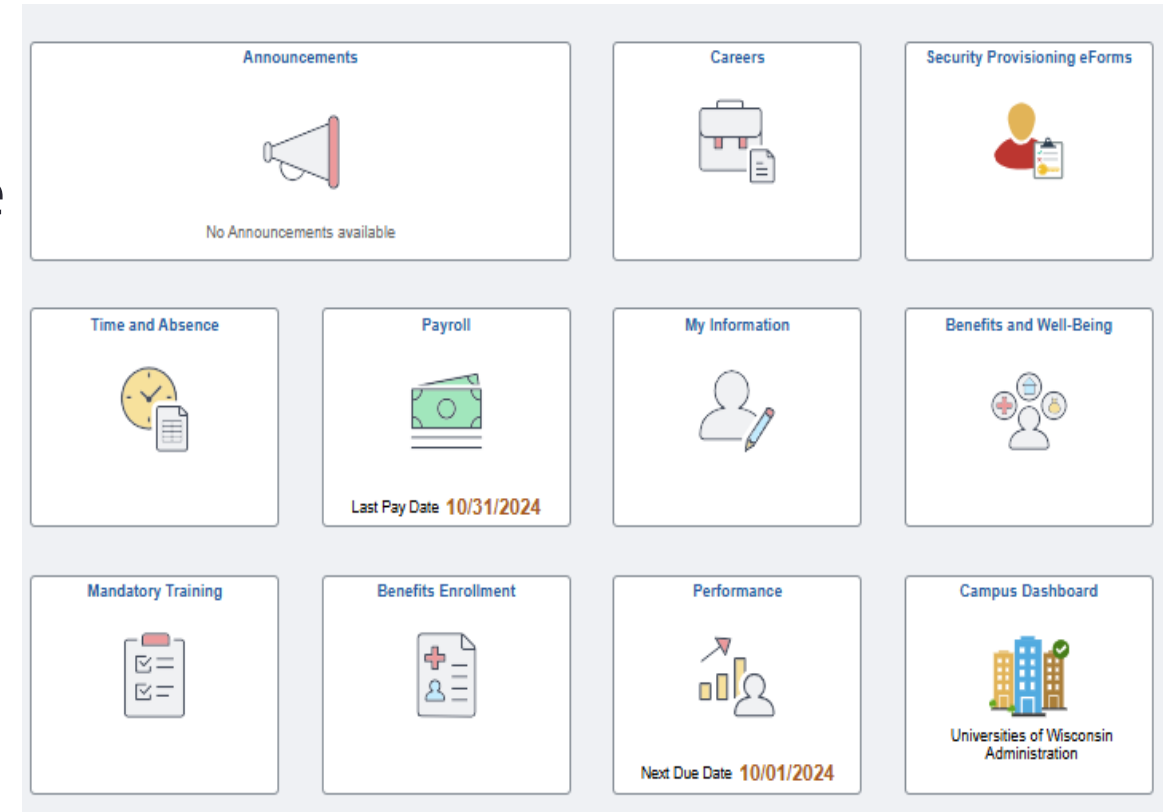 Announcements
No Announcements available
Careers
Security Provisioning eForms
e
Time and Absence
Payroll
Last Pay Date 10/31/2024
My Information
Benefits and Well-Being
Mandatory Training
Benefits Enrollment
Performance
Next Due Date 10/01/2024
Campus Dashboard
Universities of Wisconsin
Administration